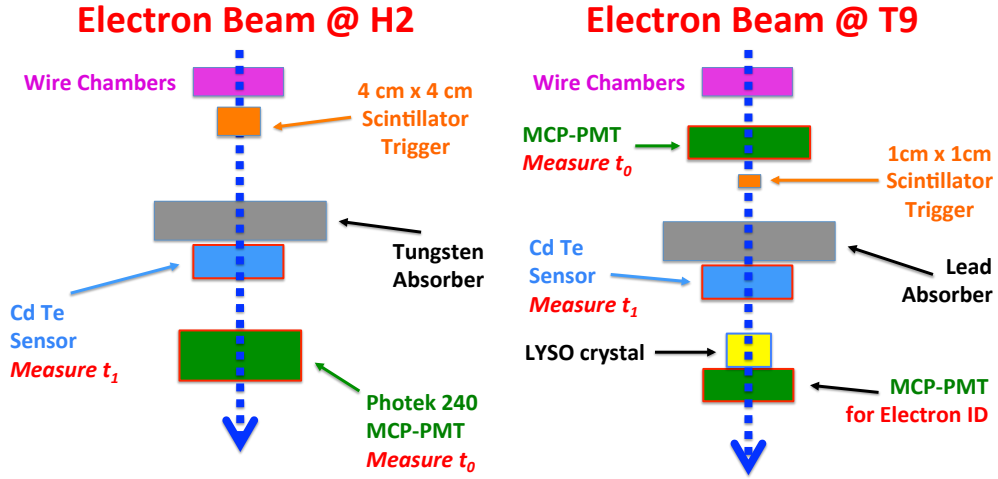 Electron Beam @ H2
Wire Chambers
4 cm x 4 cm
Scintillator
Trigger
Tungsten
Absorber
Cd Te
Sensor
Measure t1
Photek 240
MCP-PMT
Measure t0
Electron Beam @ T9
Wire Chambers
MCP-PMT
Measure t0
1cm x 1cm
Scintillator
Trigger
Cd Te
Sensor
Measure t1
Lead
Absorber
LYSO crystal
MCP-PMT
for Electron ID